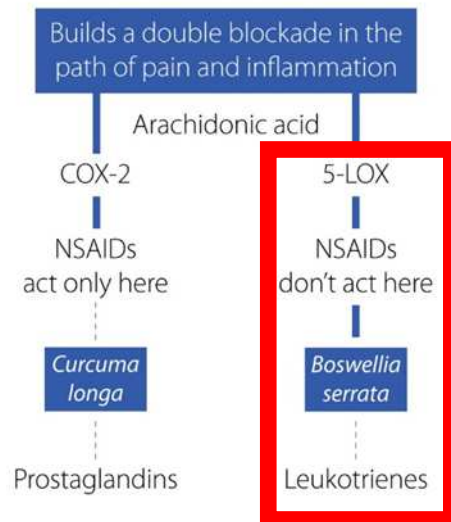 Builds a double blockade in the
path of pain and inflammation
Arachidonic acid
COX-2
NSAIDs
act only here
Curcuma
longa
Prostaglandins
5-LOX
NSAIDs
don't act here
Boswellia
serrata
Leukotrienes